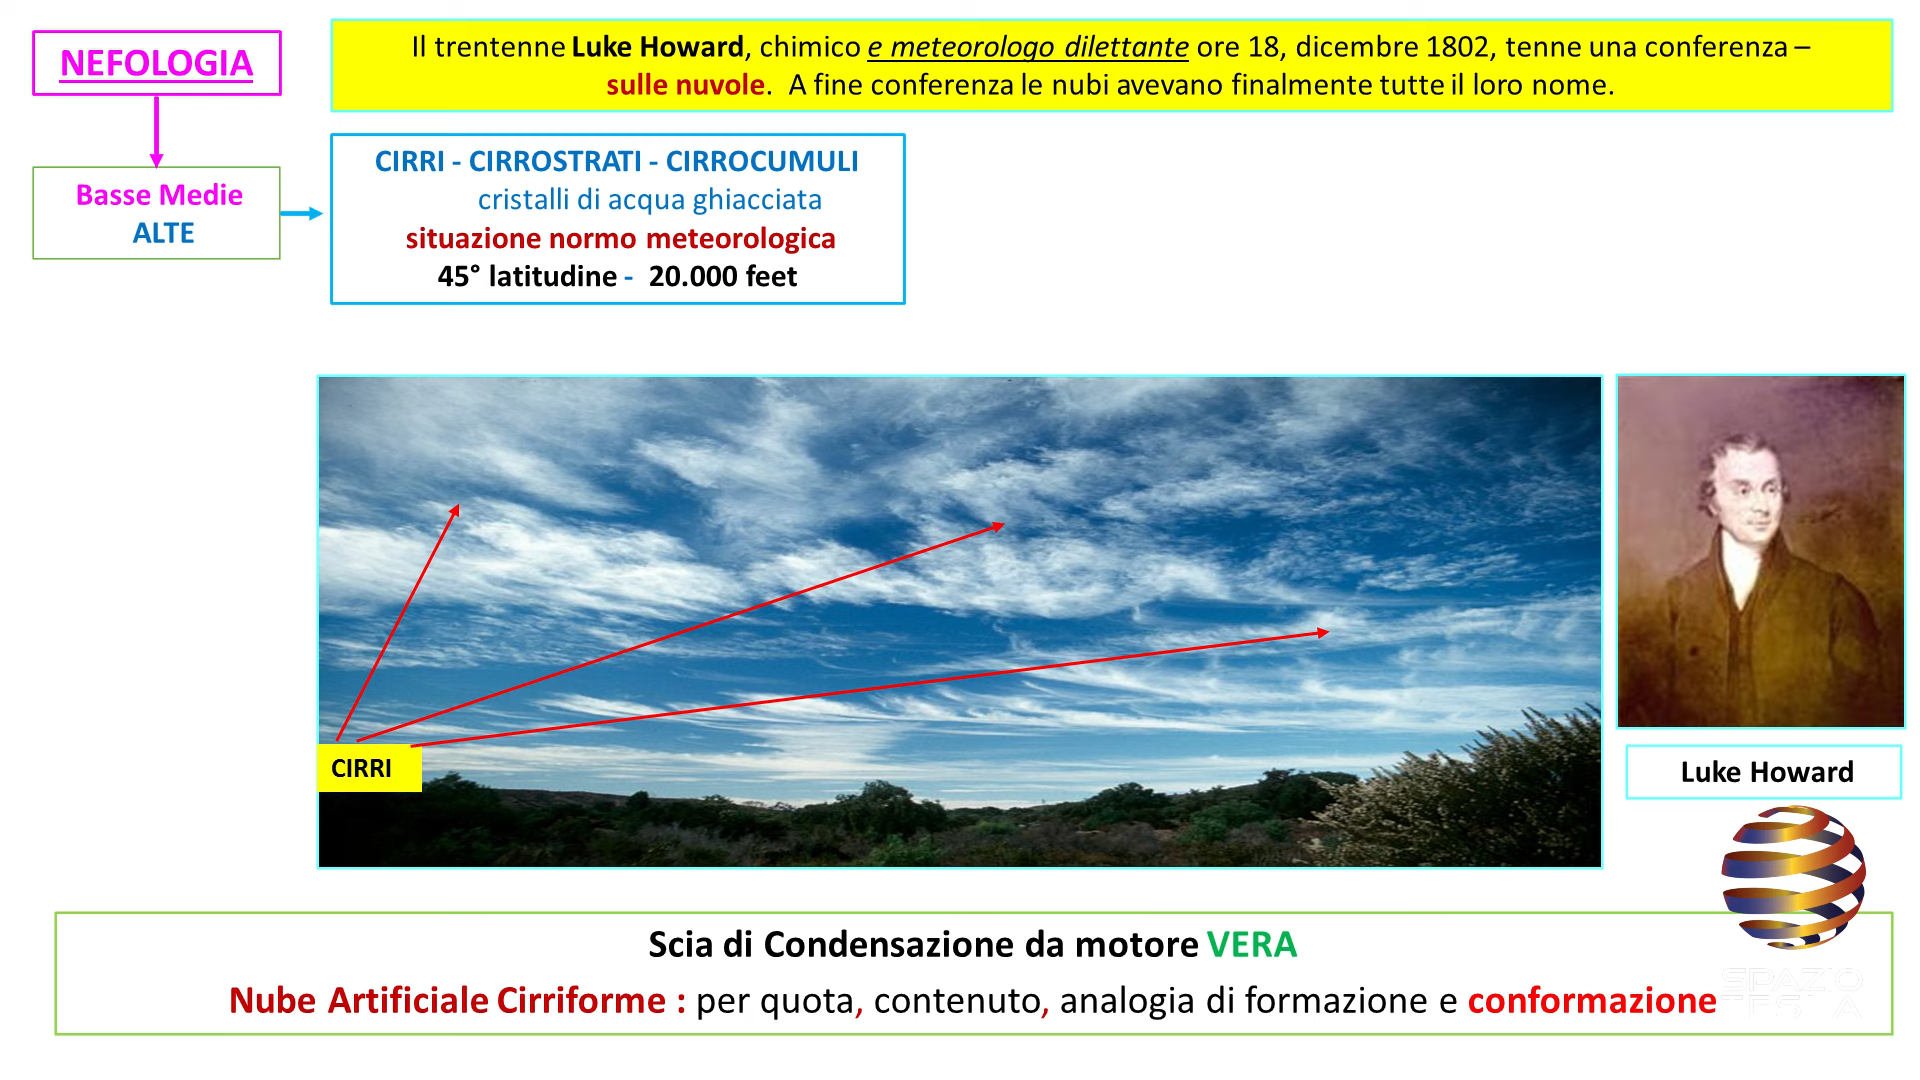 NEFOLOGIA
Il trentenne Luke Howard, chimico e meteorologo dilettante ore 18, dicembre 1802, tenne una conferenza –
sulle nuvole. A fine conferenza le nubi avevano finalmente tutte il loro nome.
Basse Medie
ALTE
CIRRI - CIRROSTRATI - CIRROCUMULI
cristalli di acqua ghiacciata
situazione normo meteorologica
45° latitudine - 20.000 feet
CIRRI
Luke Howard
Scia di Condensazione da motore VERA
Nube Artificiale Cirriforme : per quota, contenuto, analogia di formazione e conformazione
SPAZIO
TESLA